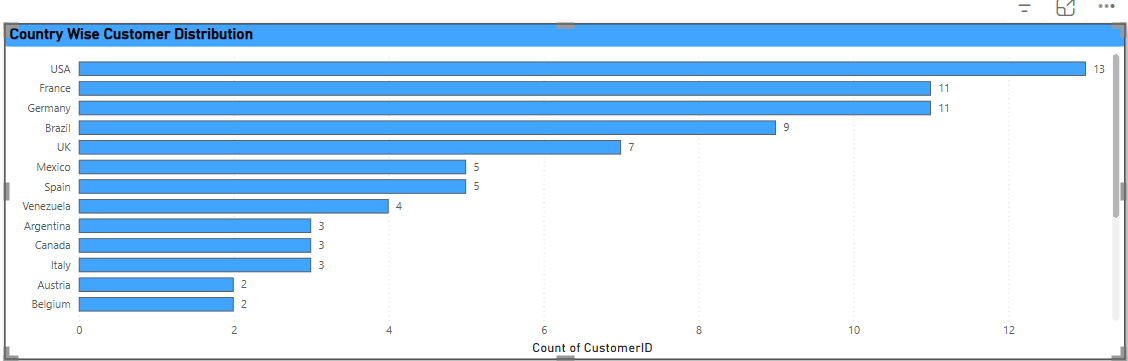 Country Wise Customer Distribution
USA 13
France 11
Germany 11
Brazil 9
UK 7
Mexico 5
Spain 5
Venezuela 4
Argentina 3
Canada 3
Italy 3
Austria 2
Belgium 2
0 2 4 6 8 10 12
Count of CustomerID